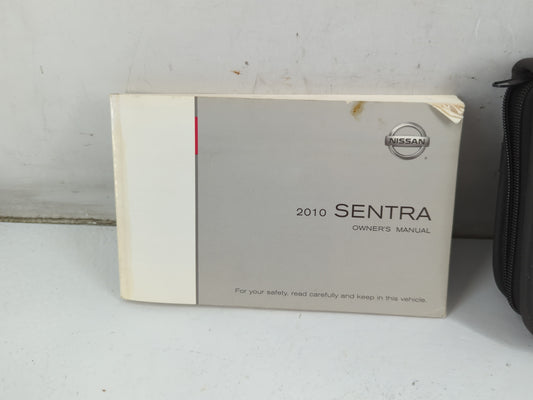 NISSAN
2010 SENTRA
OWNER'S MANUAL
For your safety, read carefully and keep in this vehicle.